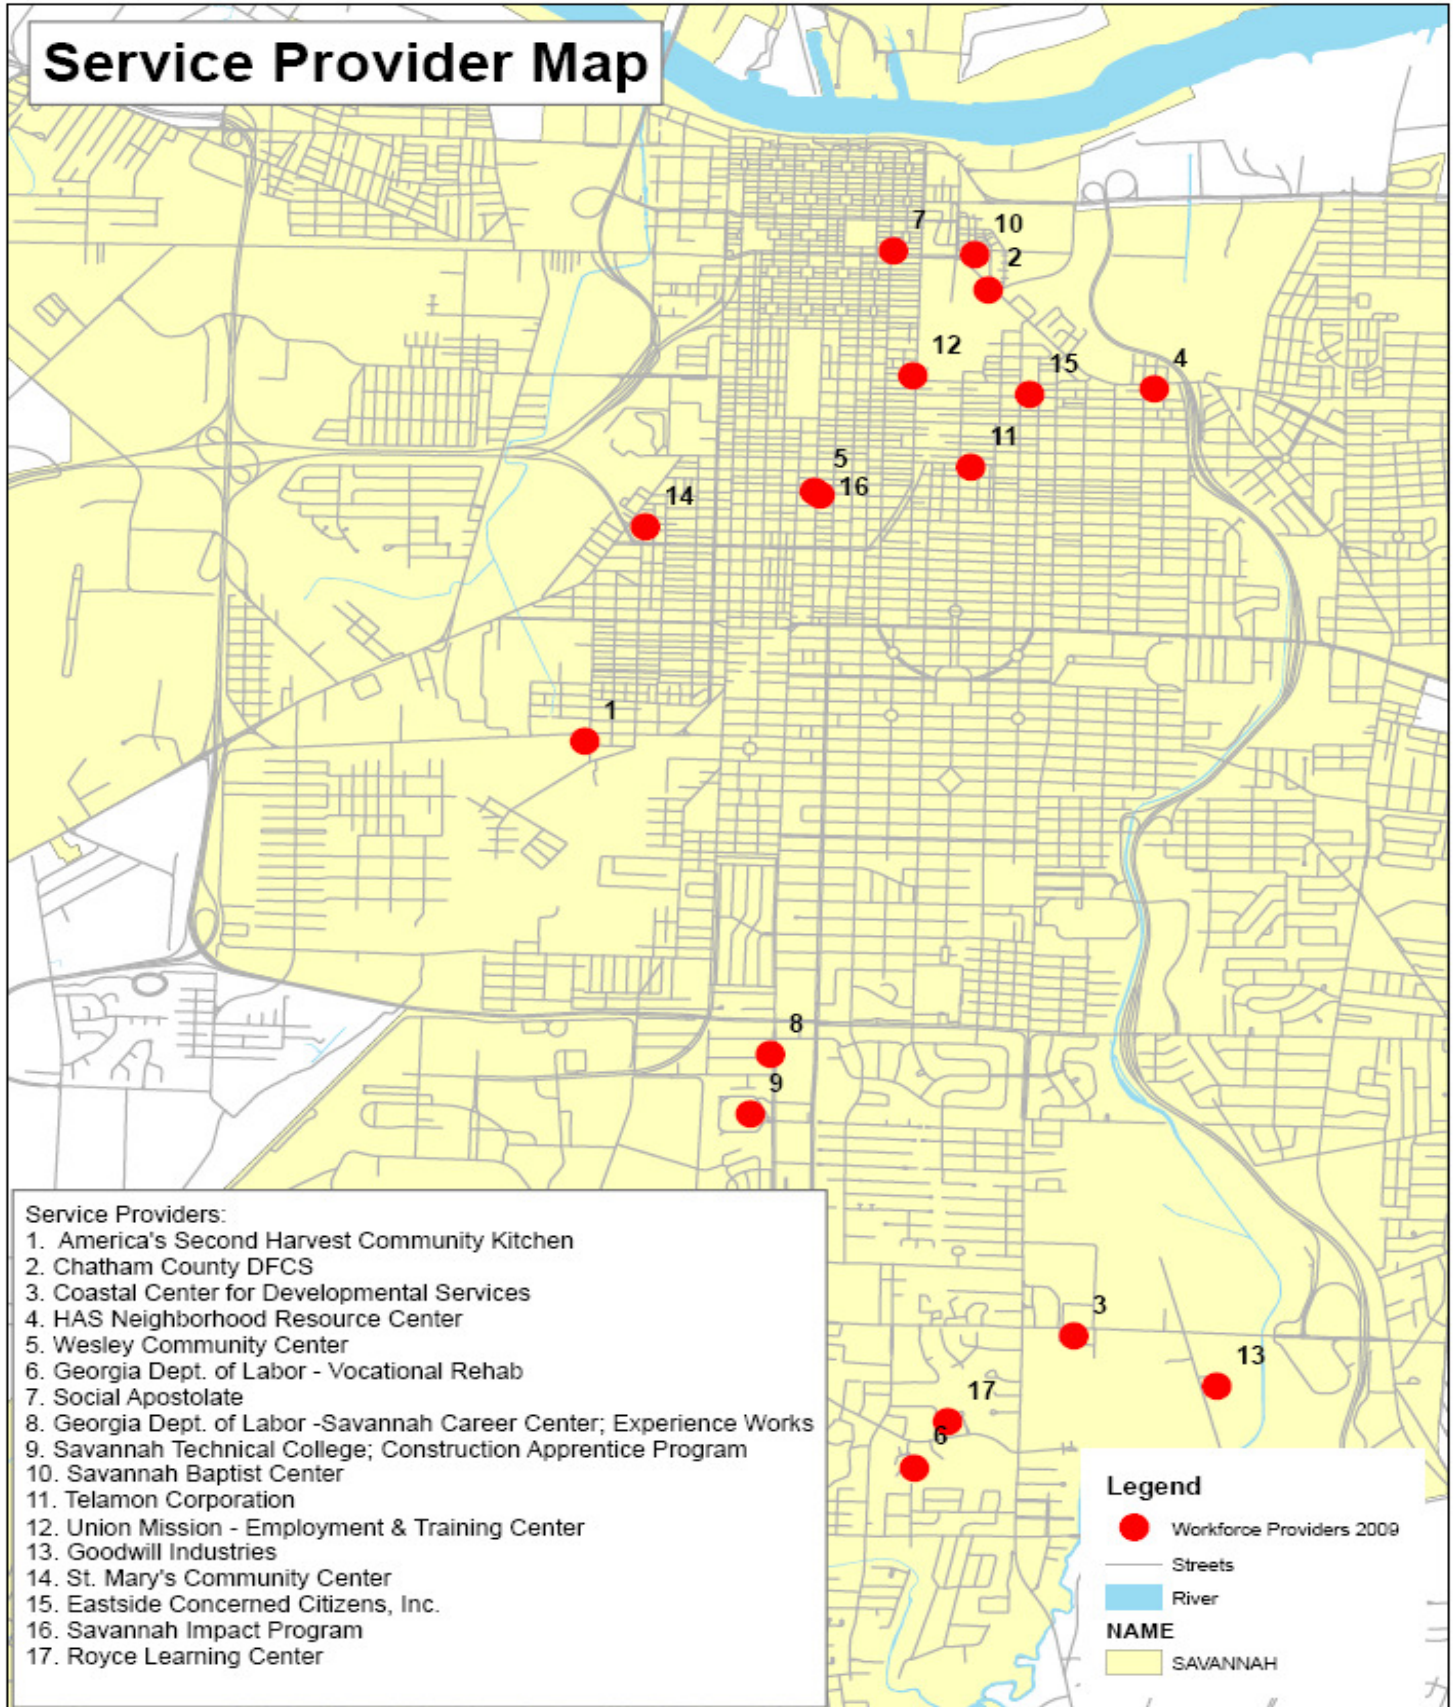 Service Provider Map
7
10
2
12
15
4
11
5
16
14
1
8
9
3
13
17
6
Service Providers:
1. America's Second Harvest Community Kitchen
2. Chatham County DFCS
3. Coastal Center for Developmental Services
4. HAS Neighborhood Resource Center
5. Wesley Community Center
6. Georgia Dept. of Labor - Vocational Rehab
7. Social Apostolate
8. Georgia Dept. of Labor -Savannah Career Center; Experience Works
9. Savannah Technical College; Construction Apprentice Program
10. Savannah Baptist Center
11. Telamon Corporation
12. Union Mission - Employment & Training Center
13. Goodwill Industries
14. St. Mary's Community Center
15. Eastside Concerned Citizens, Inc.
16. Savannah Impact Program
17. Royce Learning Center
Legend
Workforce Providers 2009
Streets
River
NAME
SAVANNAH